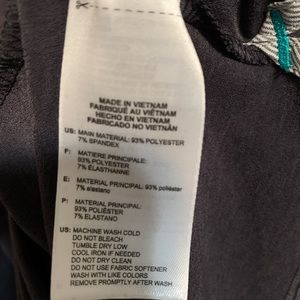 MADE IN VIETNAM
FABRIQUÉ AU VIÊTNAM
HECHO EN VIETNAM
FABRICADO NO VIETNÃ
US: MAIN MATERIAL: 93% POLYESTER
7% SPANDEX
F: MATIERE PRINCIPALE:
93% POLYESTER
7% ÉLASTHANNE
E: MATERIAL PRINCIPAL: 93% poliéster
7% elastano
P: MATERIAL PRINCIPAL:
93% POLIÉSTER
7% ELASTANO
US: MACHINE WASH COLD
DO NOT BLEACH
TUMBLE DRY LOW
COOL IRON IF NEEDED
DO NOT DRY CLEAN
DO NOT USE FABRIC SOFTENER
WASH WITH LIKE COLORS
REMOVE PROMPTLY AFTER WASH